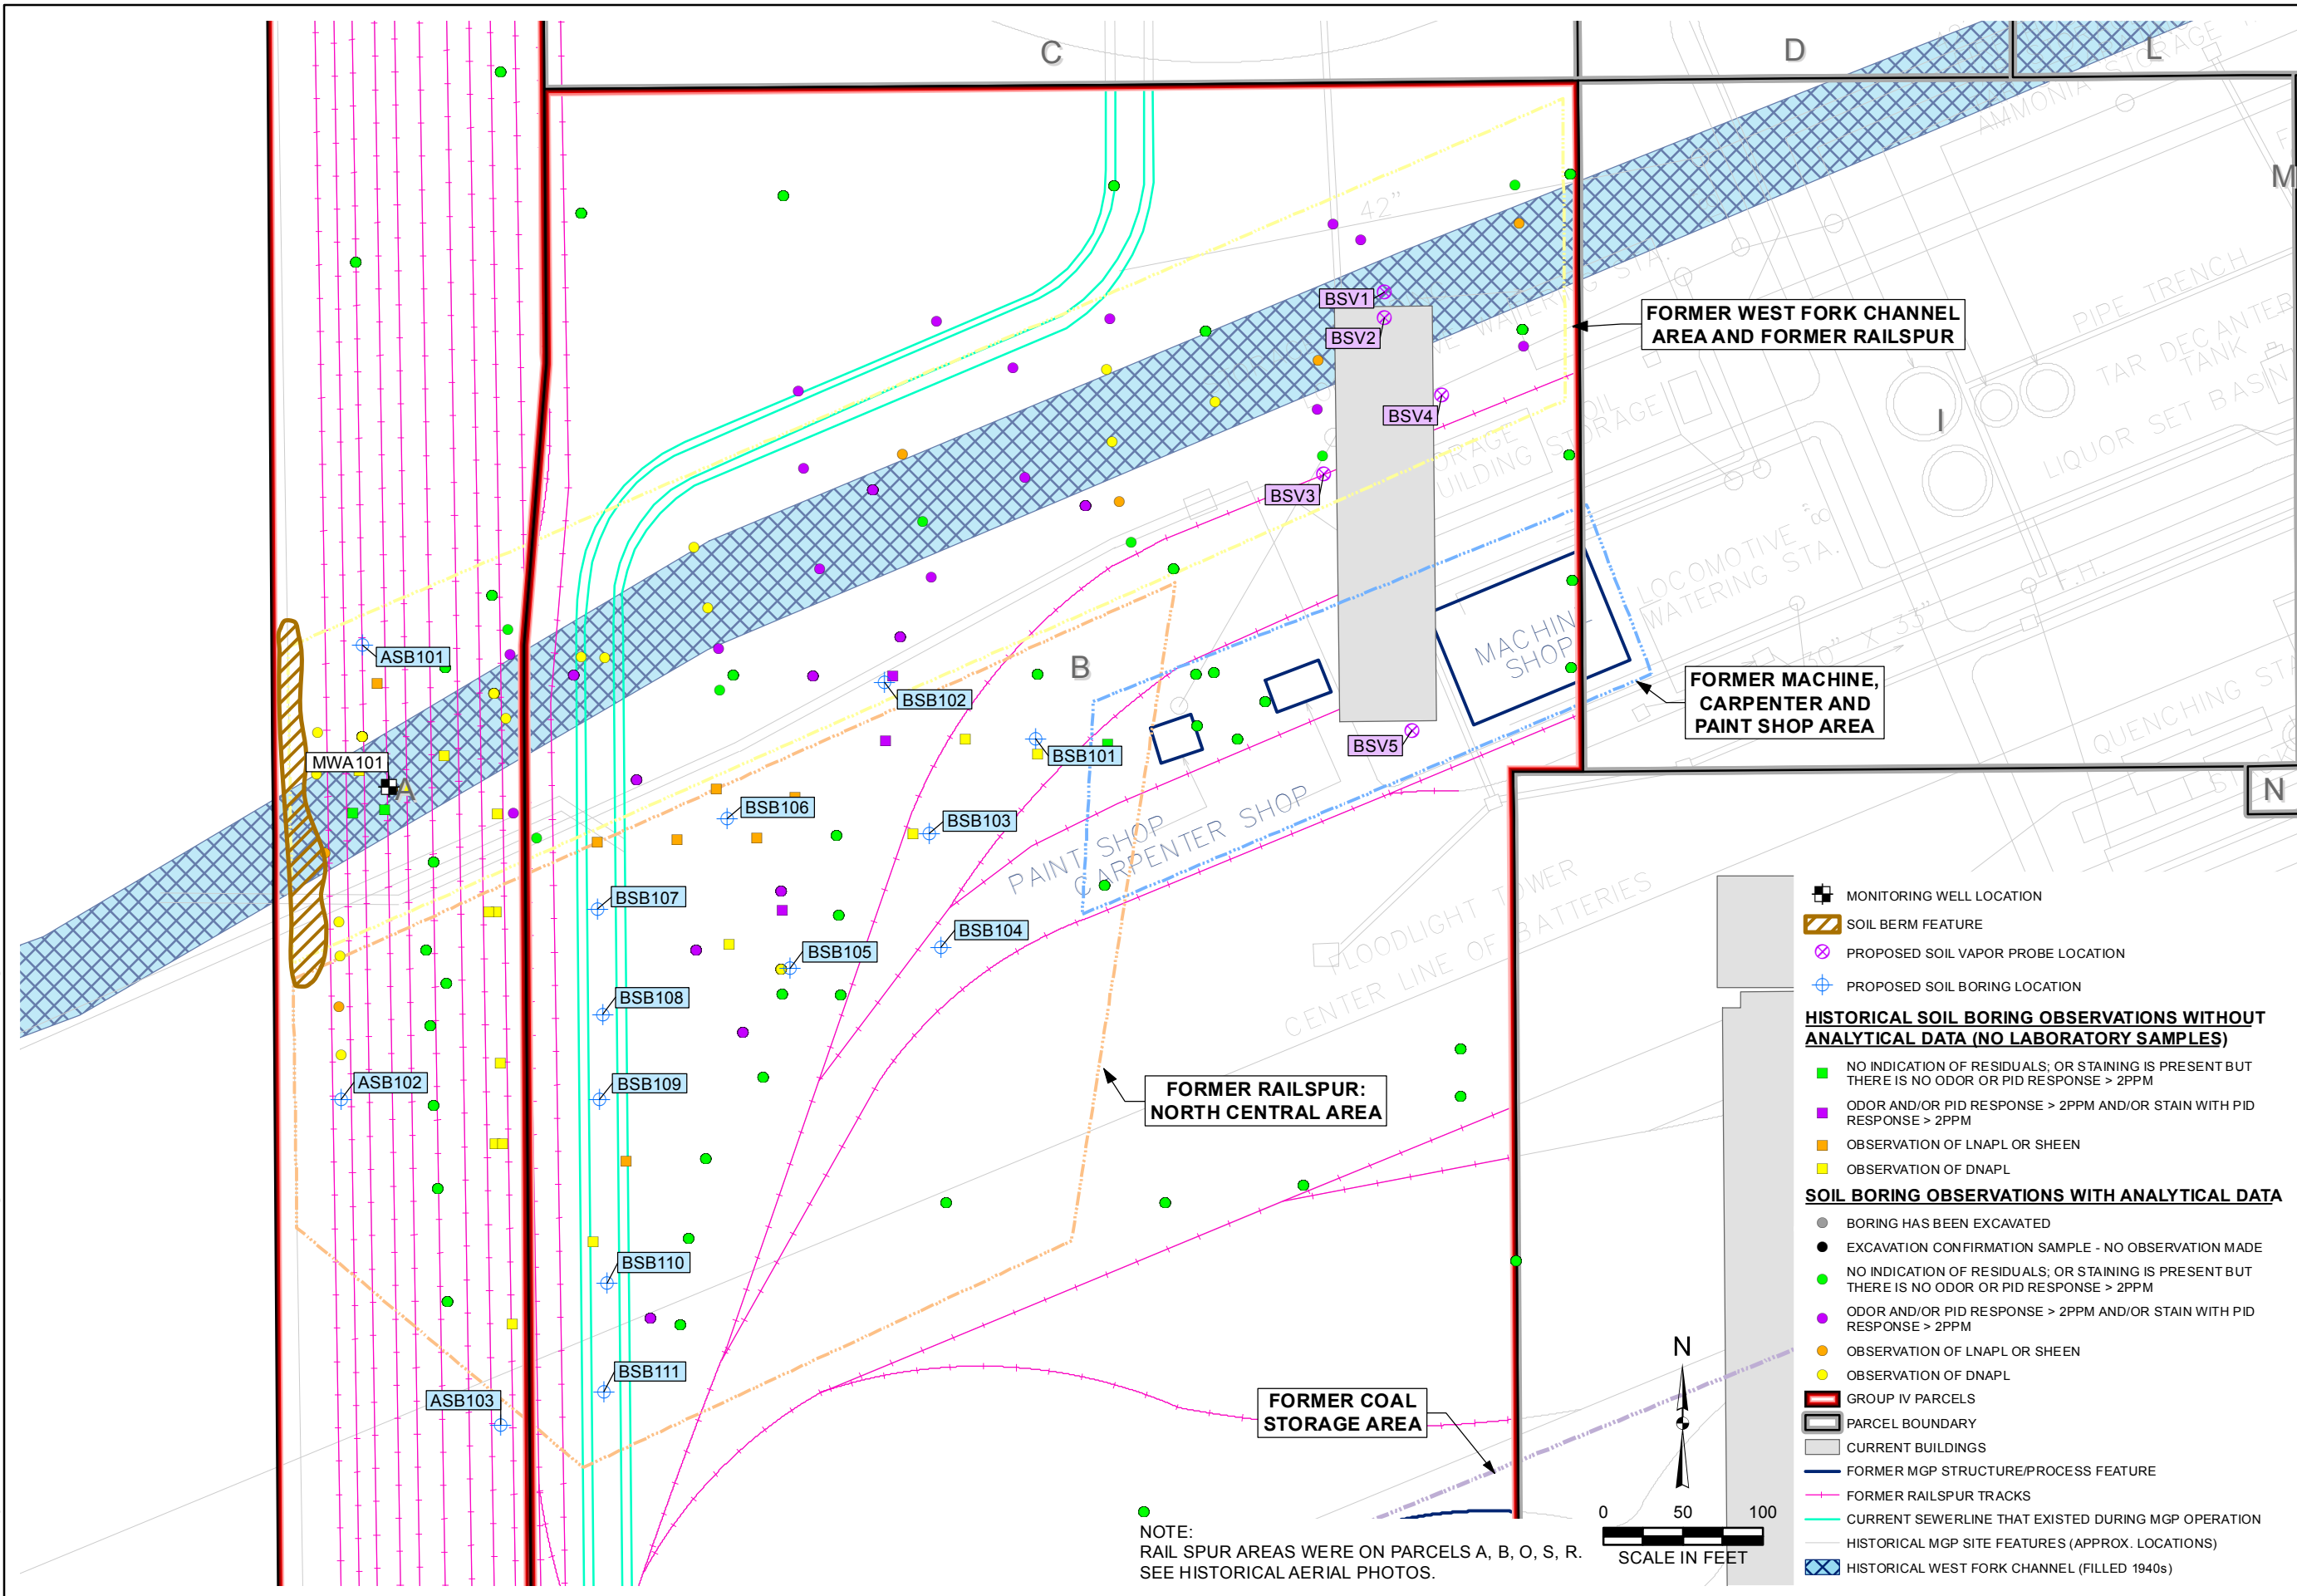 C
D
L
AMMONIA STORAGE
M
42"
BSV1
FORMER WEST FORK CHANNEL
AREA AND FORMER RAILSPUR
PIPE TRENCH
BSV2
TAR DECANTER
TANK
BSV4
I
LIQUOR SET BASIN
BSV3
LOCOMOTIVE
WATERING STA.
F.H.
30" X 33"
MACHINE
SHOP
ASB101
B
BSB102
FORMER MACHINE,
CARPENTER AND
PAINT SHOP AREA
QUENCHING STA
BSV5
BSB101
MWA101
A
N
BSB106
BSB103
PAINT SHOP
CARPENTER SHOP
BSB107
FLOODLIGHT TOWER
CENTER LINE OF BATTERIES
BSB104
BSB105
BSB108
ASB102
BSB109
FORMER RAILSPUR:
NORTH CENTRAL AREA
BSB110
BSB111
ASB103
FORMER COAL
STORAGE AREA
MONITORING WELL LOCATION
SOIL BERM FEATURE
PROPOSED SOIL VAPOR PROBE LOCATION
PROPOSED SOIL BORING LOCATION
HISTORICAL SOIL BORING OBSERVATIONS WITHOUT
ANALYTICAL DATA (NO LABORATORY SAMPLES)
NO INDICATION OF RESIDUALS; OR STAINING IS PRESENT BUT
THERE IS NO ODOR OR PID RESPONSE > 2PPM
ODOR AND/OR PID RESPONSE > 2PPM AND/OR STAIN WITH PID
RESPONSE > 2PPM
OBSERVATION OF LNAPL OR SHEEN
OBSERVATION OF DNAPL
SOIL BORING OBSERVATIONS WITH ANALYTICAL DATA
BORING HAS BEEN EXCAVATED
EXCAVATION CONFIRMATION SAMPLE - NO OBSERVATION MADE
NO INDICATION OF RESIDUALS; OR STAINING IS PRESENT BUT
THERE IS NO ODOR OR PID RESPONSE > 2PPM
ODOR AND/OR PID RESPONSE > 2PPM AND/OR STAIN WITH PID
RESPONSE > 2PPM
OBSERVATION OF LNAPL OR SHEEN
OBSERVATION OF DNAPL
GROUP IV PARCELS
PARCEL BOUNDARY
CURRENT BUILDINGS
FORMER MGP STRUCTURE/PROCESS FEATURE
FORMER RAILSPUR TRACKS
CURRENT SEWERLINE THAT EXISTED DURING MGP OPERATION
HISTORICAL MGP SITE FEATURES (APPROX. LOCATIONS)
HISTORICAL WEST FORK CHANNEL (FILLED 1940s)
N
0 50 100
SCALE IN FEET
NOTE:
RAIL SPUR AREAS WERE ON PARCELS A, B, O, S, R.
SEE HISTORICAL AERIAL PHOTOS.